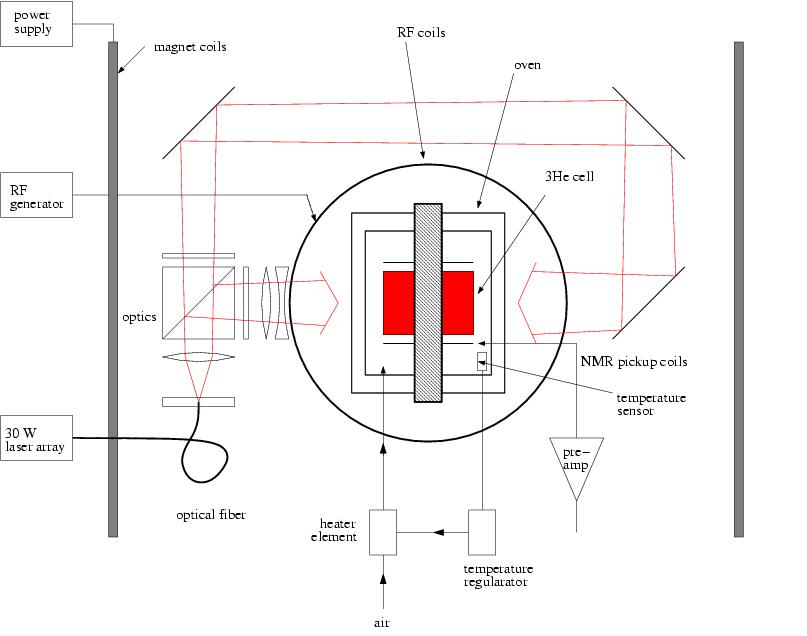 power
supply
magnet coils
RF coils
oven
3He cell
RF
generator
optics
NMR pickup coils
temperature
sensor
30 W
laser array
pre-
amp
optical fiber
heater
element
temperature
regularator
air